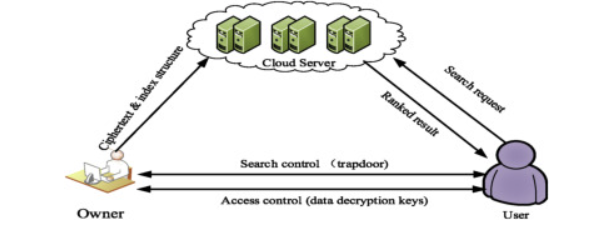 Cloud Server
Ciphertext & index structure
Search request
Ranked result
Search control （trapdoor)
Access control (data decryption keys)
Owner
User